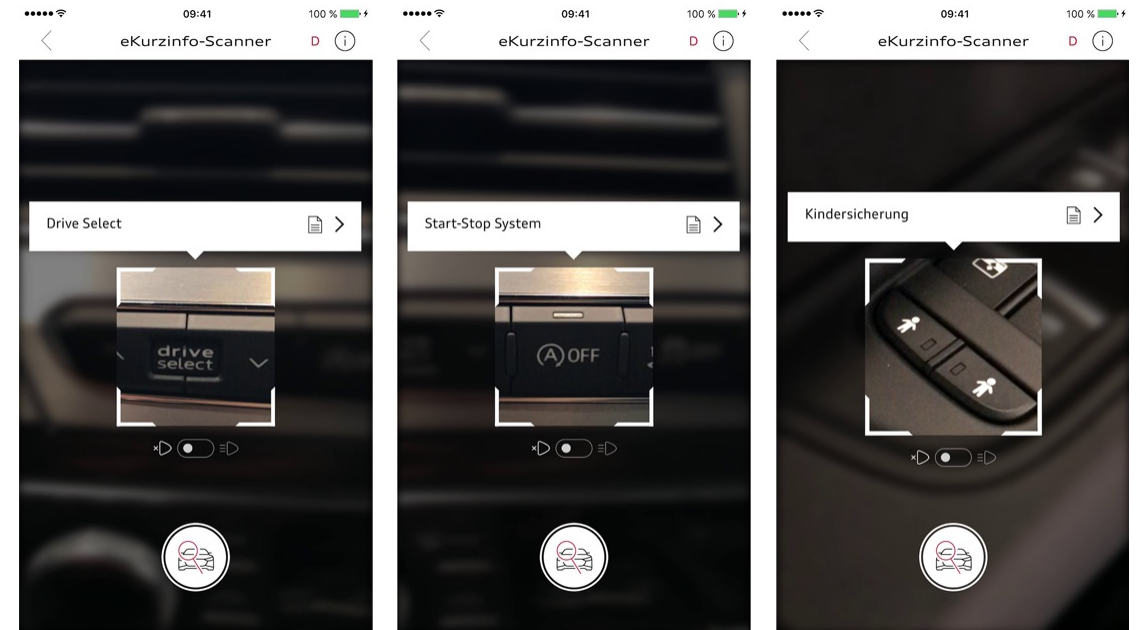 09:41
100 %
eKurzinfo-Scanner
D
Drive Select
drive
select
09:41
100 %
eKurzinfo-Scanner
D
Start-Stop System
A OFF
09:41
100 %
eKurzinfo-Scanner
D
Kindersicherung